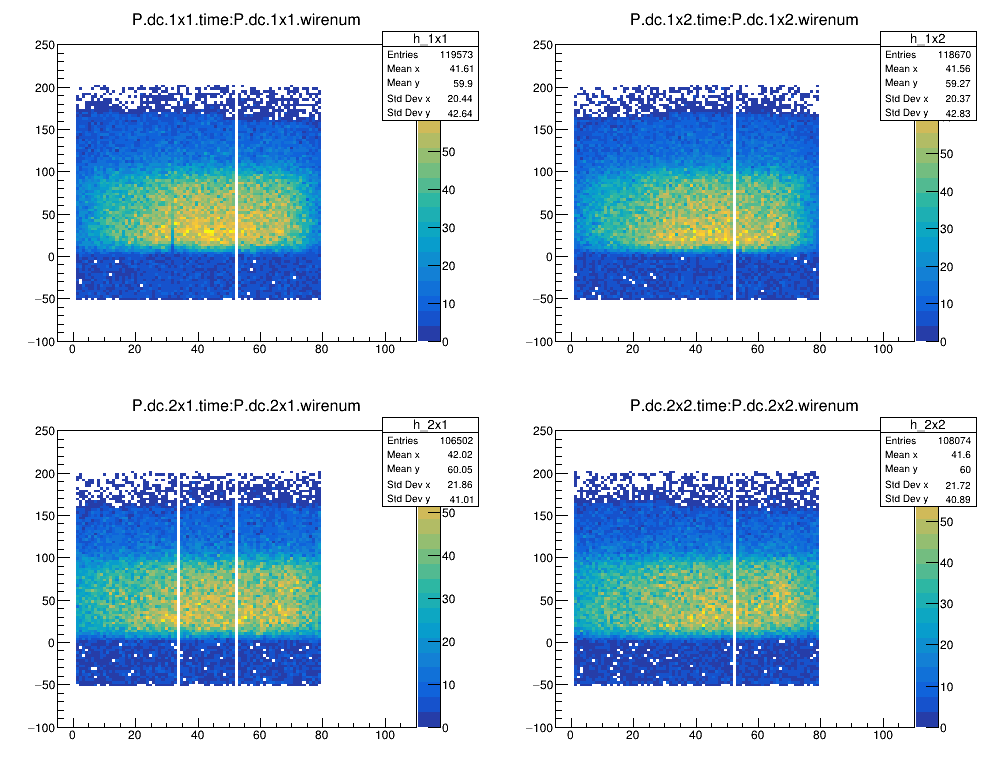 P.dc.1x1.time:P.dc.1x1.wirenum
h_1x1
Entries 119573
Mean x 41.61
Mean y 59.9
Std Dev x 20.44
Std Dev y 42.64
250
200
150
100
50
0
−50
−100
0 20 40 60 80 100
50
40
30
20
10
0
P.dc.1x2.time:P.dc.1x2.wirenum
h_1x2
Entries 118670
Mean x 41.56
Mean y 59.27
Std Dev x 20.37
Std Dev y 42.83
250
200
150
100
50
0
−50
−100
0 20 40 60 80 100
50
40
30
20
10
0
P.dc.2x1.time:P.dc.2x1.wirenum
h_2x1
Entries 106502
Mean x 42.02
Mean y 60.05
Std Dev x 21.86
Std Dev y 41.01
250
200
150
100
50
0
−50
−100
0 20 40 60 80 100
50
40
30
20
10
0
P.dc.2x2.time:P.dc.2x2.wirenum
h_2x2
Entries 108074
Mean x 41.6
Mean y 60
Std Dev x 21.72
Std Dev y 40.89
250
200
150
100
50
0
−50
−100
0 20 40 60 80 100
50
40
30
20
10
0